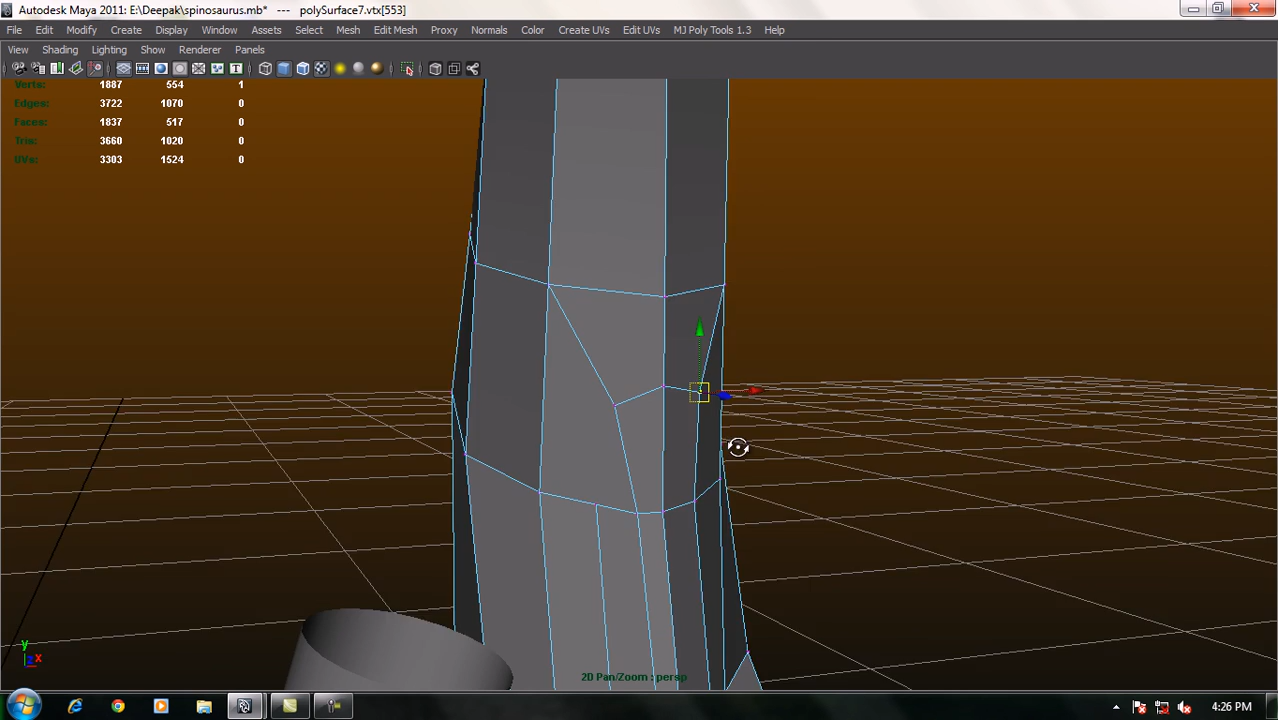 Autodesk Maya 2011: E:\Deepak\spinosaurus.mb* --- polySurface7.vtx[553]
File Edit Modify Create Display Window Assets Select Mesh Edit Mesh Proxy Normals Color Create UVs Edit UVs MJ Poly Tools 1.3 Help
View Shading Lighting Show Renderer Panels
Verts: 1887 554 1
Edges: 3722 1070 0
Faces: 1837 517 0
Tris: 3660 1020 0
UVs: 3303 1524 0
y
z x
2D Pan/Zoom : persp
4:26 PM